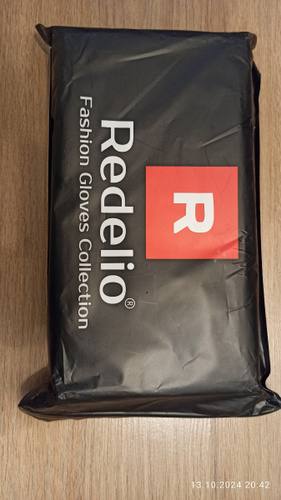 R
Redelio®
Fashion Gloves Collection
13.10.2024 20:42